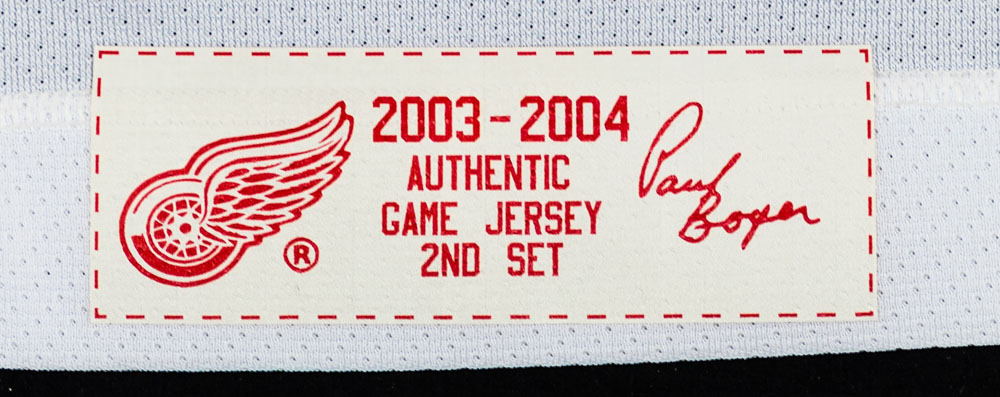 2003-2004
AUTHENTIC
GAME JERSEY
2ND SET
Paul
Boyer
®